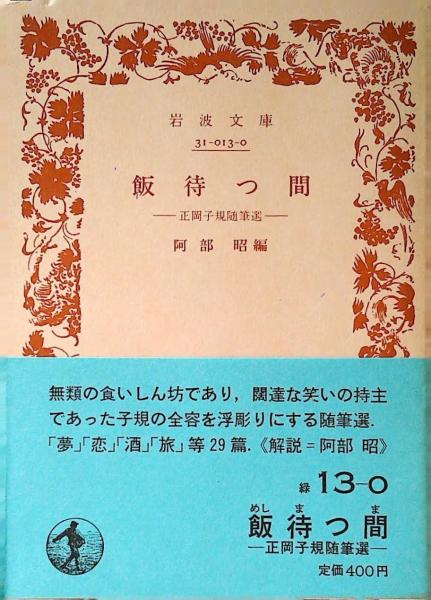 岩波文庫
31-013-0
飯待つ間
―正岡子規随筆選―
阿部 昭編
無類の食いしん坊であり，闊達な笑いの持主
であった子規の全容を浮彫りにする随筆選.
「夢」「恋」「酒」「旅」等29篇.《解説＝阿部 昭》
緑 13-0
めし ま ま
飯待つ間
―正岡子規随筆選―
定価400円